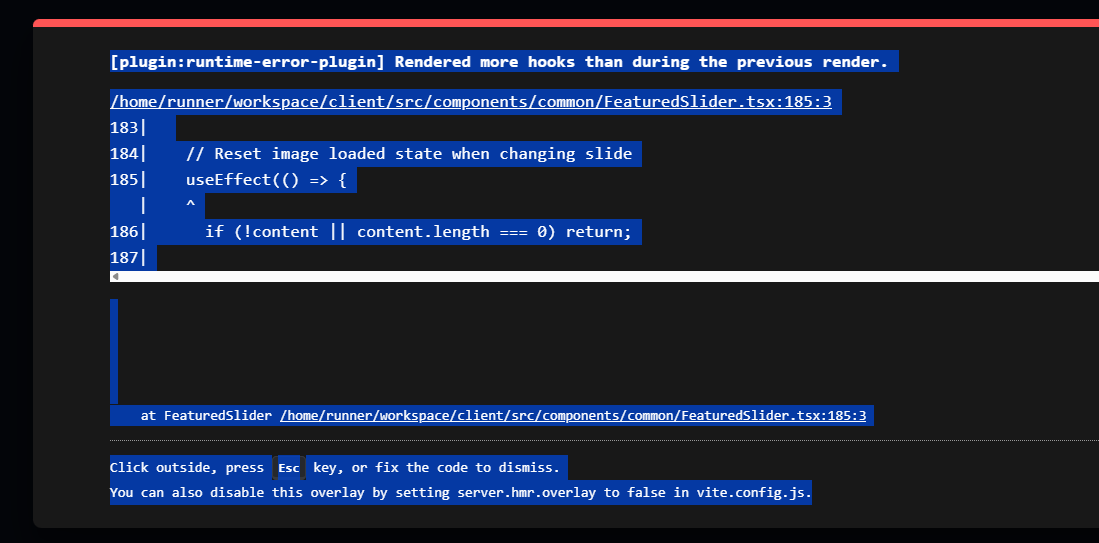 [plugin:runtime-error-plugin] Rendered more hooks than during the previous render.
/home/runner/workspace/client/src/components/common/FeaturedSlider.tsx:185:3
183|
184|    // Reset image loaded state when changing slide
185|    useEffect(() => {
   |    ^
186|      if (!content || content.length === 0) return;
187|
at FeaturedSlider /home/runner/workspace/client/src/components/common/FeaturedSlider.tsx:185:3
Click outside, press Esc key, or fix the code to dismiss.
You can also disable this overlay by setting server.hmr.overlay to false in vite.config.js.